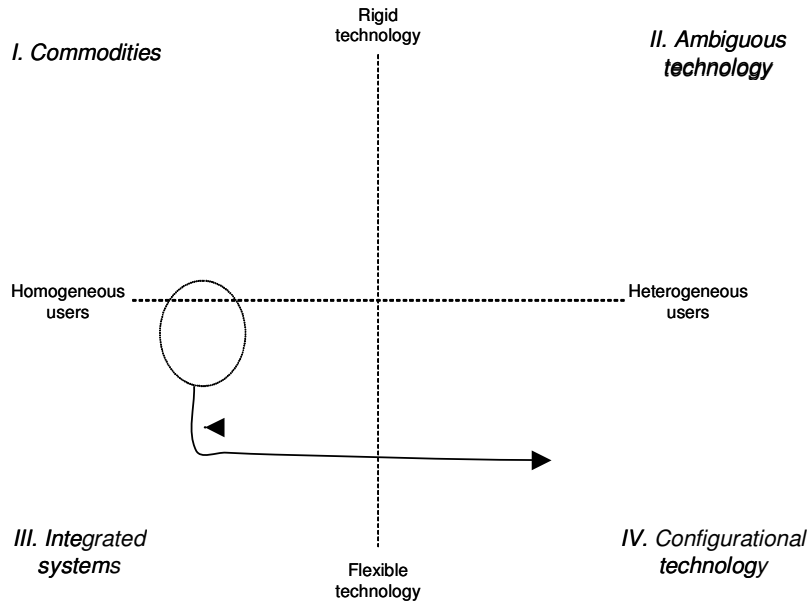 Rigid
technology
I. Commodities
II. Ambiguous
technology
Homogeneous
users
Heterogeneous
users
III. Integrated
systems
IV. Configurational
technology
Flexible
technology